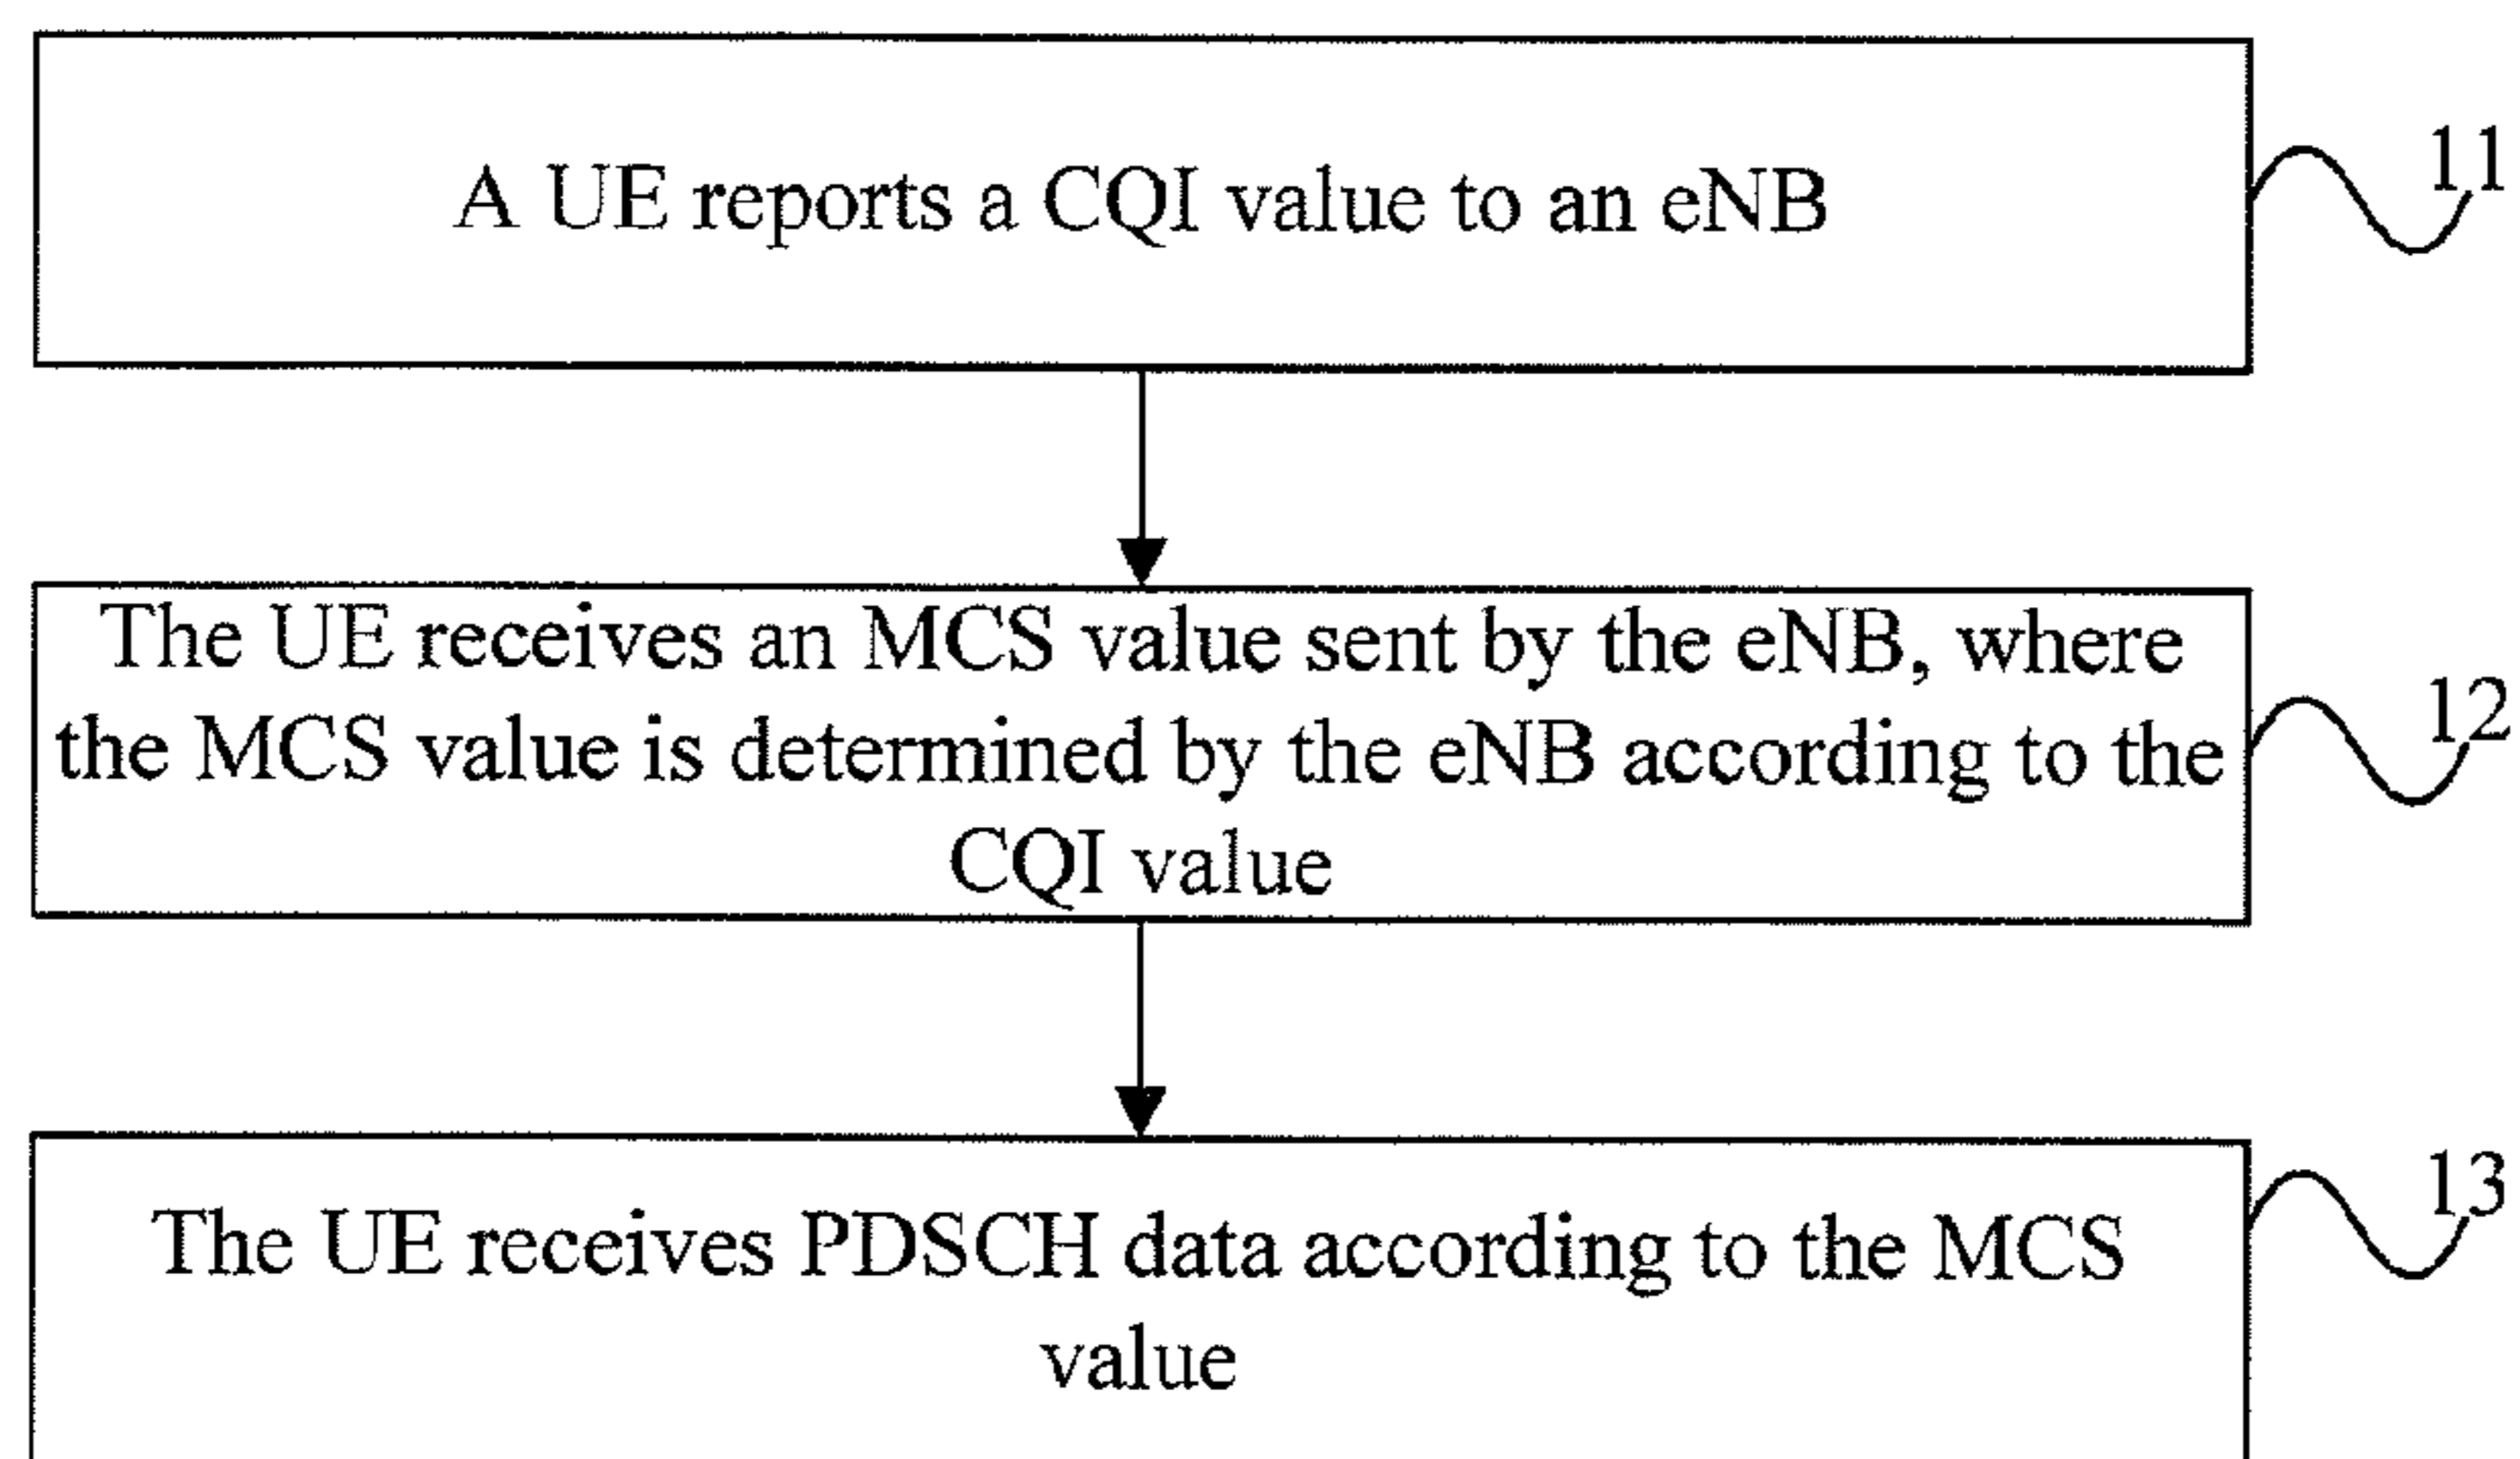 A UE reports a CQI value to an eNB
11
The UE receives an MCS value sent by the eNB, where
the MCS value is determined by the eNB according to the
CQI value
12
The UE receives PDSCH data according to the MCS
value
13